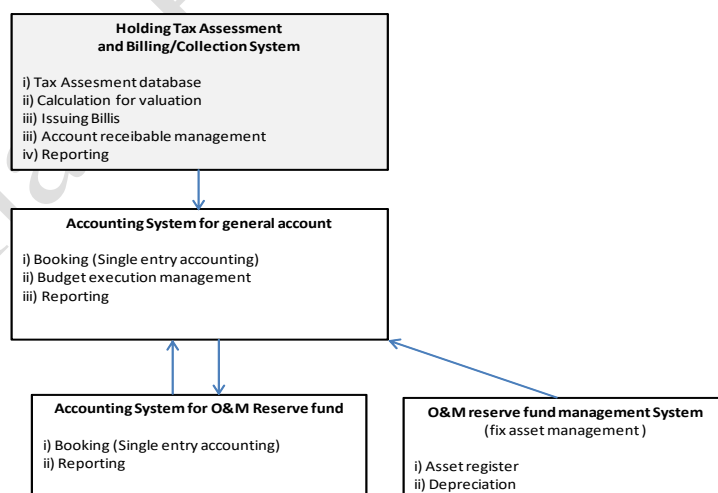 Holding Tax Assessment
and Billing/Collection System
i) Tax Assesment database
ii) Calculation for valuation
iii) Issuing Billis
iii) Account receibable management
iv) Reporting
Accounting System for general account
i) Booking (Single entry accounting)
ii) Budget execution management
iii) Reporting
Accounting System for O&M Reserve fund
i) Booking (Single entry accounting)
ii) Reporting
O&M reserve fund management System
(fix asset management )
i) Asset register
ii) Depreciation